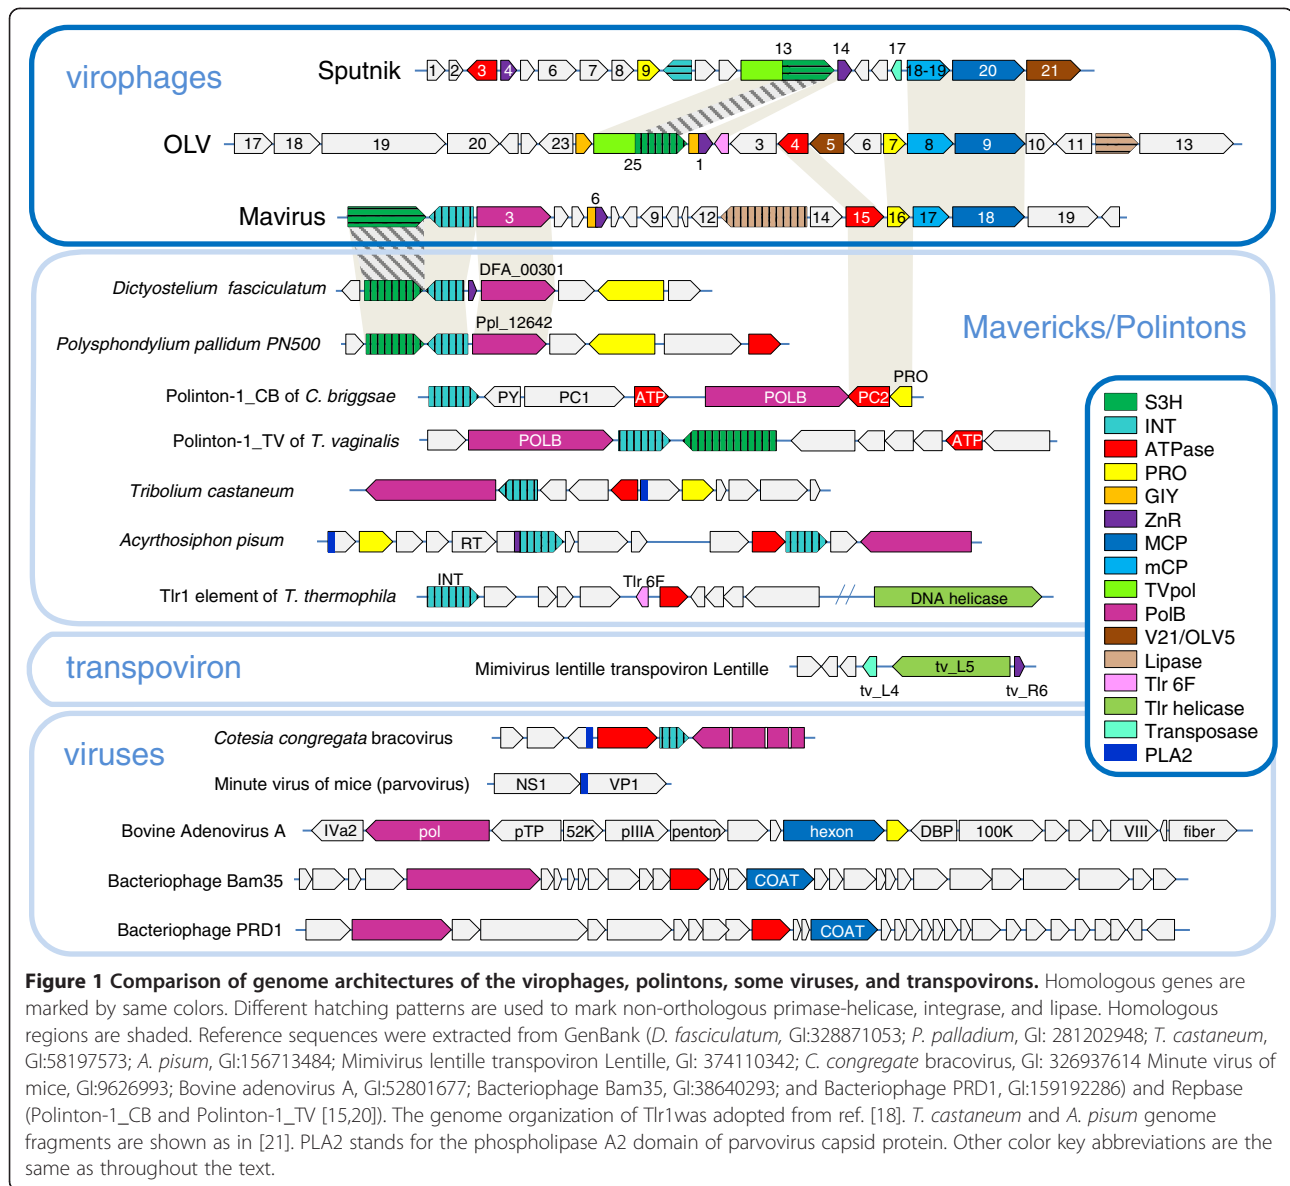 virophages
Sputnik
13 14 17
1 2 3 4 6 7 8 9 18-19 20 21
OLV
17 18 19 20 23 3 4 5 6 7 8 9 10 11 13
25 1
Mavirus
6
3 9 12 14 15 16 17 18 19
Mavericks/Polintons
DFA_00301
Dictyostelium fasciculatum
Ppl_12642
Polysphondylium pallidum PN500
PRO
Polinton-1_CB of C. briggsae
PY PC1 ATP POLB PC2
Polinton-1_TV of T. vaginalis
POLB ATP
Tribolium castaneum
Acyrthosiphon pisum
RT
INT Tlr 6F
Tlr1 element of T. thermophila
DNA helicase
S3H
INT
ATPase
PRO
GIY
ZnR
MCP
mCP
TVpol
PolB
V21/OLV5
Lipase
Tlr 6F
Tlr helicase
Transposase
PLA2
transpoviron
Mimivirus lentille transpoviron Lentille
tv_L5
tv_L4 tv_R6
viruses
Cotesia congregata bracovirus
Minute virus of mice (parvovirus)
NS1 VP1
Bovine Adenovirus A
IVa2 pol pTP 52K pIIIA penton hexon DBP 100K VIII fiber
Bacteriophage Bam35
COAT
Bacteriophage PRD1
COAT
Figure 1 Comparison of genome architectures of the virophages, polintons, some viruses, and transpovirons. Homologous genes are
marked by same colors. Different hatching patterns are used to mark non-orthologous primase-helicase, integrase, and lipase. Homologous
regions are shaded. Reference sequences were extracted from GenBank (D. fasciculatum, GI:328871053; P. palladium, GI: 281202948; T. castaneum,
GI:58197573; A. pisum, GI:156713484; Mimivirus lentille transpoviron Lentille, GI: 374110342; C. congregate bracovirus, GI: 326937614 Minute virus of
mice, GI:9626993; Bovine adenovirus A, GI:52801677; Bacteriophage Bam35, GI:38640293; and Bacteriophage PRD1, GI:159192286) and Repbase
(Polinton-1_CB and Polinton-1_TV [15,20]). The genome organization of Tlr1was adopted from ref. [18]. T. castaneum and A. pisum genome
fragments are shown as in [21]. PLA2 stands for the phospholipase A2 domain of parvovirus capsid protein. Other color key abbreviations are the
same as throughout the text.